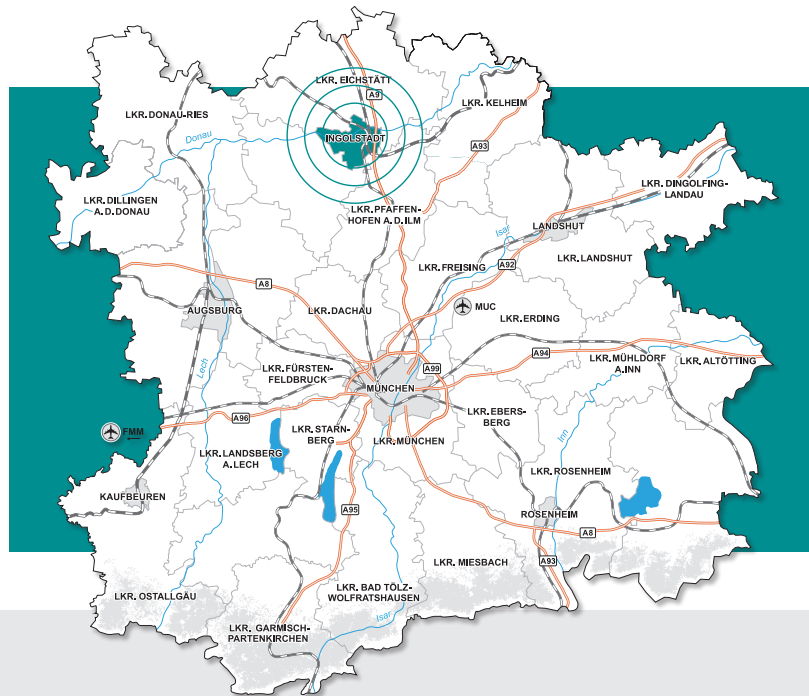 LKR. EICHSTÄTT
A9
LKR. KELHEIM
LKR. DONAU-RIES
Donau
INGOLSTADT
A93
LKR. DILLINGEN
A.D.DONAU
LKR. DINGOLFING-
LANDAU
LKR. PFAFFEN-
HOFEN A.D.ILM
Isar
LANDSHUT
LKR. FREISING
A92
LKR. LANDSHUT
A8
AUGSBURG
LKR. DACHAU
MUC
LKR. ERDING
Lech
LKR. FÜRSTEN-
FELDBRUCK
A99
A94
LKR. MÜHLDORF
A.INN
LKR. ALTÖTTING
MÜNCHEN
A96
FMM
LKR. STARN-
BERG
LKR. EBERS-
BERG
LKR. MÜNCHEN
Inn
LKR. LANDSBERG
A.LECH
LKR. ROSENHEIM
KAUFBEUREN
A95
ROSENHEIM
A8
LKR. MIESBACH
A93
LKR. OSTALLGÄU
LKR. BAD TÖLZ-
WOLFRATSHAUSEN
Isar
LKR. GARMISCH-
PARTENKIRCHEN